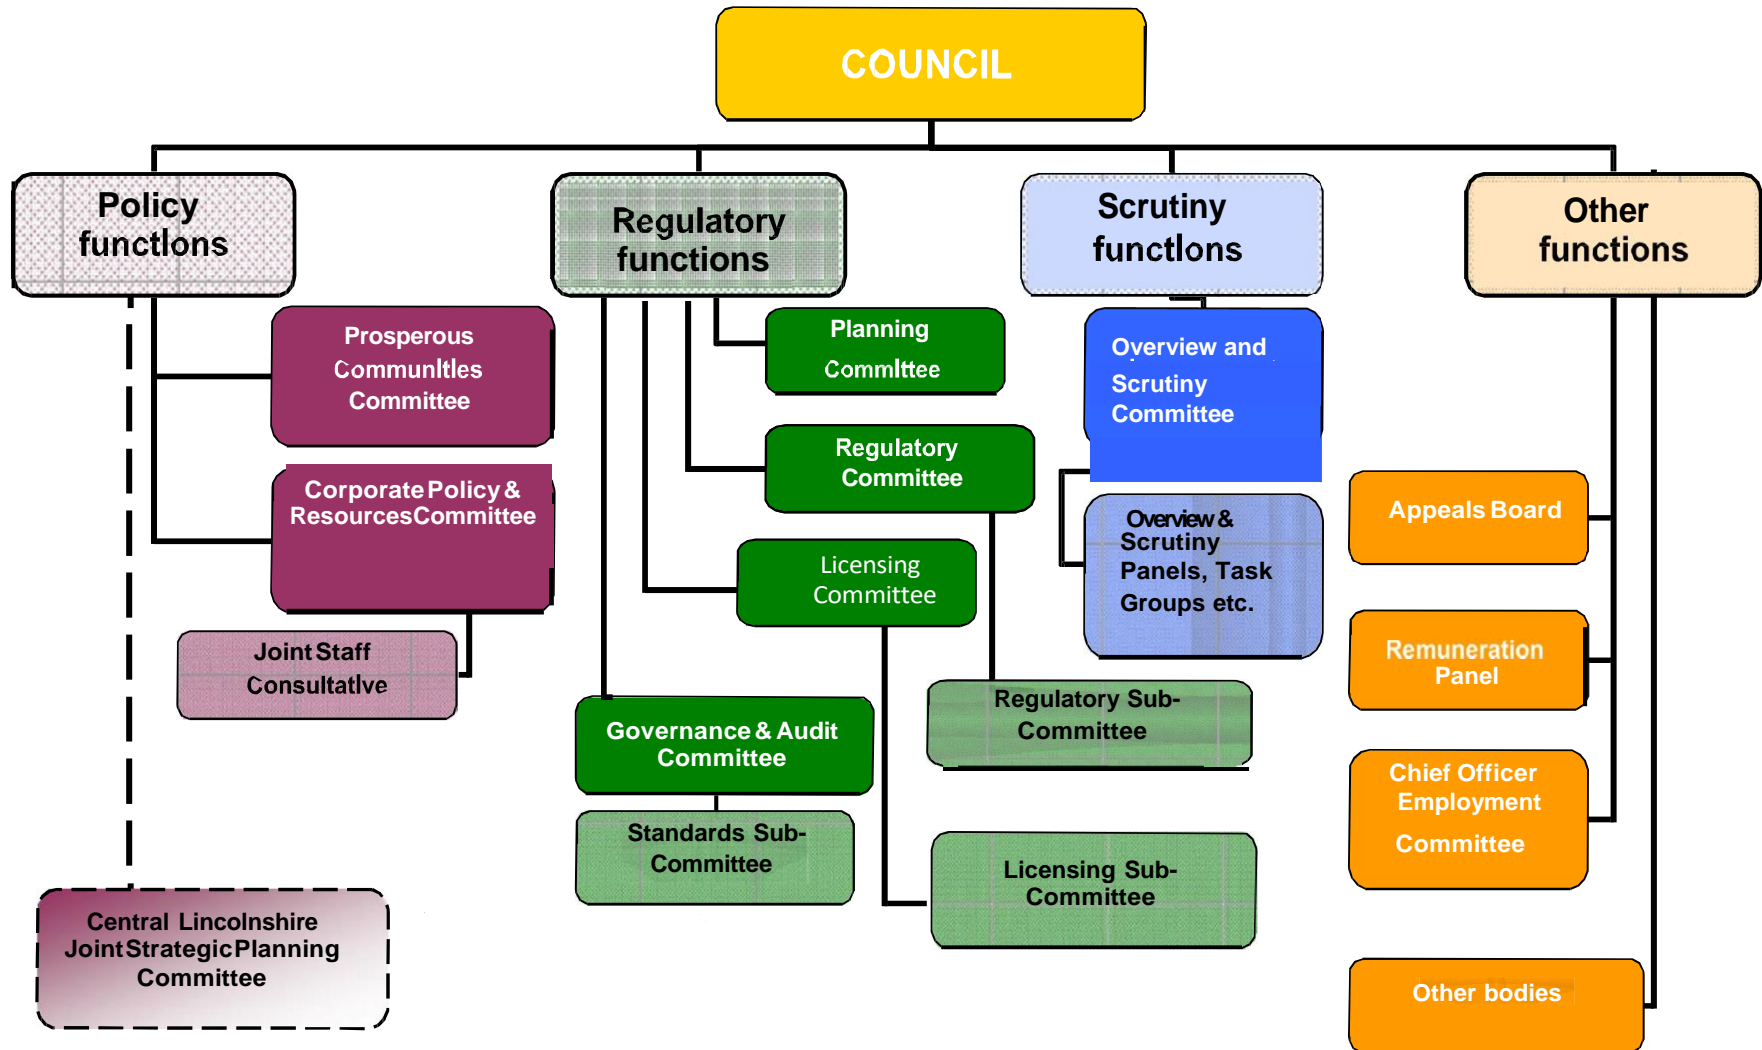 COUNCIL
Policy
functions
Regulatory
functions
Scrutiny
functions
Other
functions
Prosperous
Communities
Committee
Corporate Policy &
Resources Committee
Joint Staff
Consultative
Central Lincolnshire
Joint Strategic Planning
Committee
Planning
Committee
Regulatory
Committee
Licensing
Committee
Governance & Audit
Committee
Standards Sub-
Committee
Regulatory Sub-
Committee
Licensing Sub-
Committee
Overview and
Scrutiny
Committee
Overview &
Scrutiny
Panels, Task
Groups etc.
Appeals Board
Remuneration
Panel
Chief Officer
Employment
Committee
Other bodies